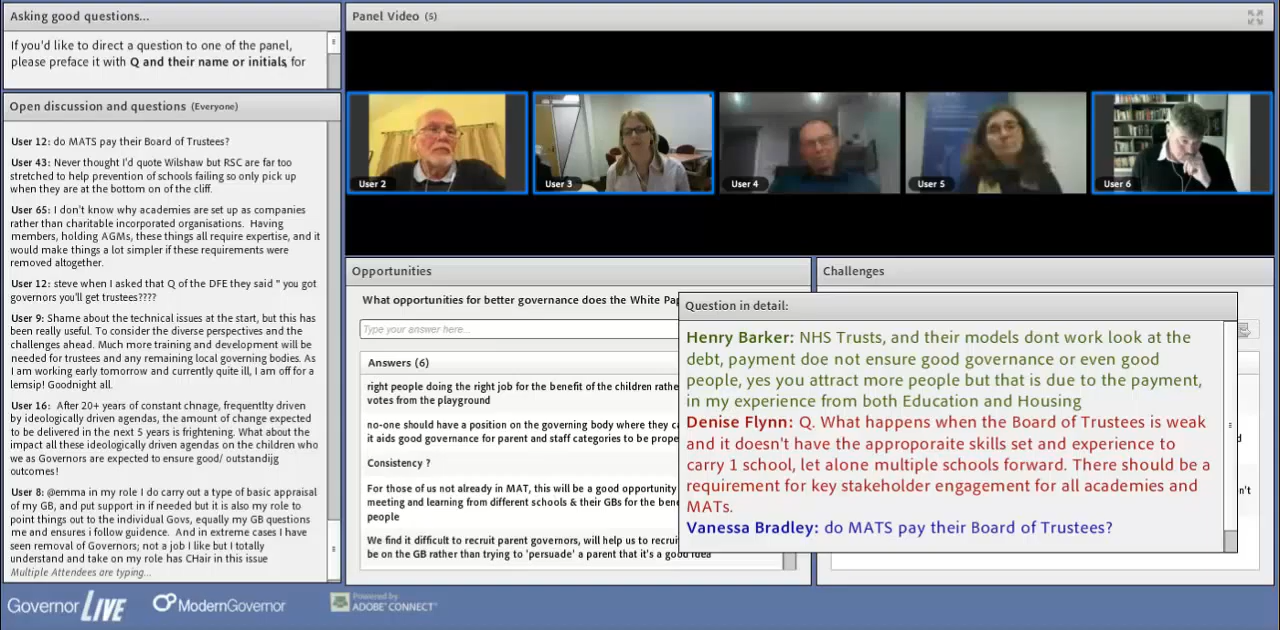 Asking good questions...
If you'd like to direct a question to one of the panel,
please preface it with Q and their name or initials, for
Open discussion and questions (Everyone)
User 12: do MATS pay their Board of Trustees?
User 43: Never thought I'd quote Wilshaw but RSC are far too
stretched to help prevention of schools failing so only pick up
when they are at the bottom on of the cliff.
User 65: I don't know why academies are set up as companies
rather than charitable incorporated organisations. Having
members, holding AGMs, these things all require expertise, and it
would make things a lot simpler if these requirements were
removed altogether.
User 12: steve when I asked that Q of the DFE they said " you got
governors you'll get trustees????
User 9: Shame about the technical issues at the start, but this has
been really useful. To consider the diverse perspectives and the
challenges ahead. Much more training and development will be
needed for trustees and any remaining local governing bodies. As
I am working early tomorrow and currently quite ill, I am off for a
lemsip! Goodnight all.
User 16: After 20+ years of constant chnage, frequentlty driven
by ideologically driven agendas, the amount of change expected
to be delivered in the next 5 years is frightening. What about the
impact all these ideologically driven agendas on the children who
we as Governors are expected to ensure good/ outstandijg
outcomes!
User 8: @emma in my role I do carry out a type of basic appraisal
of my GB, and put support in if needed but it is also my role to
point things out to the individual Govs, equally my GB questions
me and ensures i follow guidence. And in extreme cases I have
seen removal of Governors; not a job I like but I totally
understand and take on my role has CHair in this issue
Multiple Attendees are typing...
Panel Video (5)
User 2
User 3
User 4
User 5
User 6
Opportunities
What opportunities for better governance does the White Pap
Type your answer here...
Answers (6)
right people doing the right job for the benefit of the children rathe
votes from the playground
no-one should have a position on the governing body where they ca
it aids good governance for parent and staff categories to be prope
Consistency ?
For those of us not already in MAT, this will be a good opportunity
meeting and learning from different schools & their GBs for the bene
people
We find it difficult to recruit parent governors, will help us to recrui
be on the GB rather than trying to 'persuade' a parent that it's a good idea
Challenges
Question in detail:
Henry Barker: NHS Trusts, and their models dont work look at the
debt, payment doe not ensure good governance or even good
people, yes you attract more people but that is due to the payment,
in my experience from both Education and Housing
Denise Flynn: Q. What happens when the Board of Trustees is weak
and it doesn't have the approporaite skills set and experience to
carry 1 school, let alone multiple schools forward. There should be a
requirement for key stakeholder engagement for all academies and
MATs.
Vanessa Bradley: do MATS pay their Board of Trustees?
n't
Governor LIVE
ModernGovernor
Powered by
ADOBE® CONNECT™